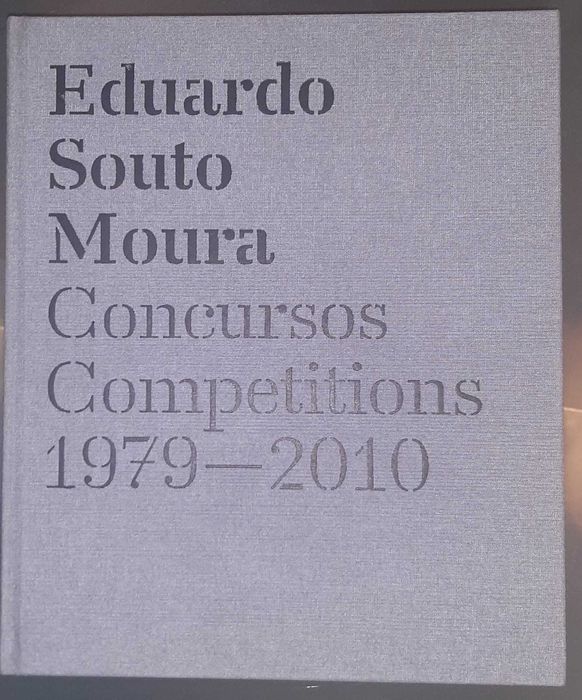 Eduardo
Souto
Moura
Concursos
Competitions
1979—2010